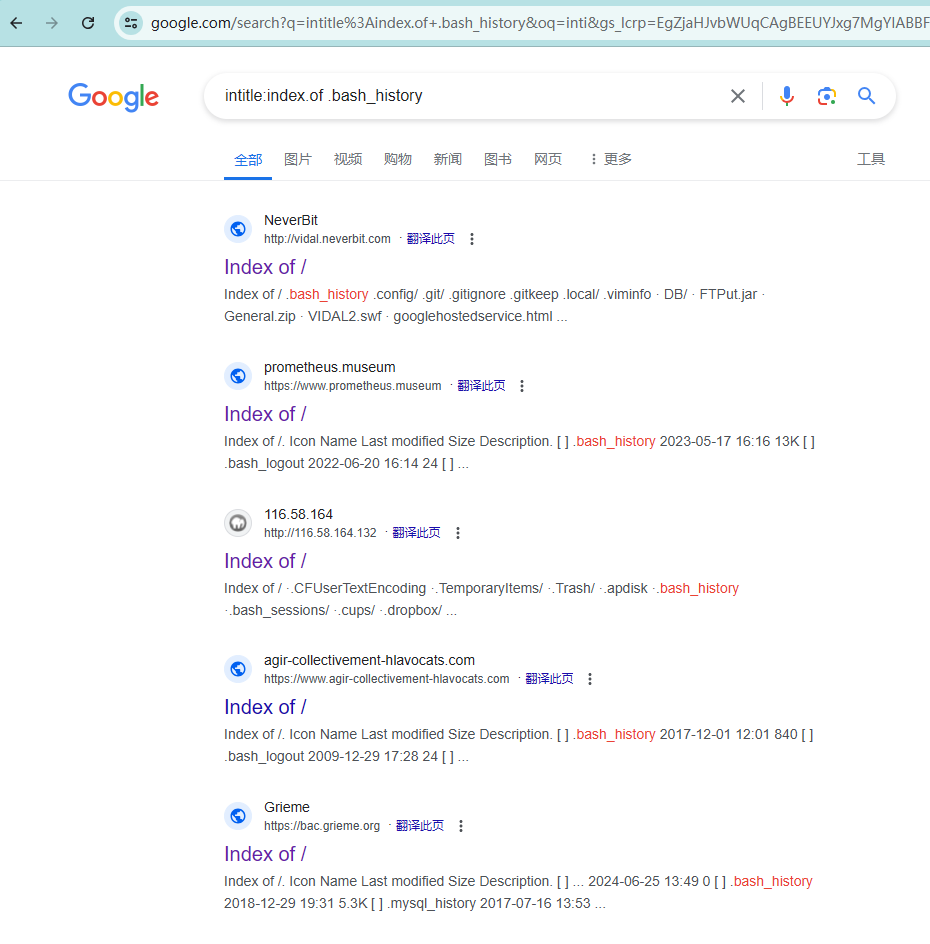 google.com/search?q=intitle%3Aindex.of+.bash_history&oq=inti&gs_lcrp=EgZjaHJvbWUqCAgBEEUYJxg7MgYIABBF
Google
intitle:index.of .bash_history
全部 图片 视频 购物 新闻 图书 网页 更多 工具
NeverBit
http://vidal.neverbit.com · 翻译此页
Index of /
Index of / .bash_history .config/ .git/ .gitignore .gitkeep .local/ .viminfo · DB/ · FTPut.jar ·
General.zip · VIDAL2.swf · googlehostedservice.html ...
prometheus.museum
https://www.prometheus.museum · 翻译此页
Index of /
Index of /. Icon Name Last modified Size Description. [ ] .bash_history 2023-05-17 16:16 13K [ ]
.bash_logout 2022-06-20 16:14 24 [ ] ...
116.58.164
http://116.58.164.132 · 翻译此页
Index of /
Index of / ·.CFUserTextEncoding ·.TemporaryItems/ ·.Trash/ ·.apdisk ·.bash_history
·.bash_sessions/ ·.cups/ ·.dropbox/ ...
agir-collectivement-hlavocats.com
https://www.agir-collectivement-hlavocats.com · 翻译此页
Index of /
Index of /. Icon Name Last modified Size Description. [ ] .bash_history 2017-12-01 12:01 840 [ ]
.bash_logout 2009-12-29 17:28 24 [ ] ...
Grieme
https://bac.grieme.org · 翻译此页
Index of /
Index of /. Icon Name Last modified Size Description. [ ] ... 2024-06-25 13:49 0 [ ] .bash_history
2018-12-29 19:31 5.3K [ ] .mysql_history 2017-07-16 13:53 ...